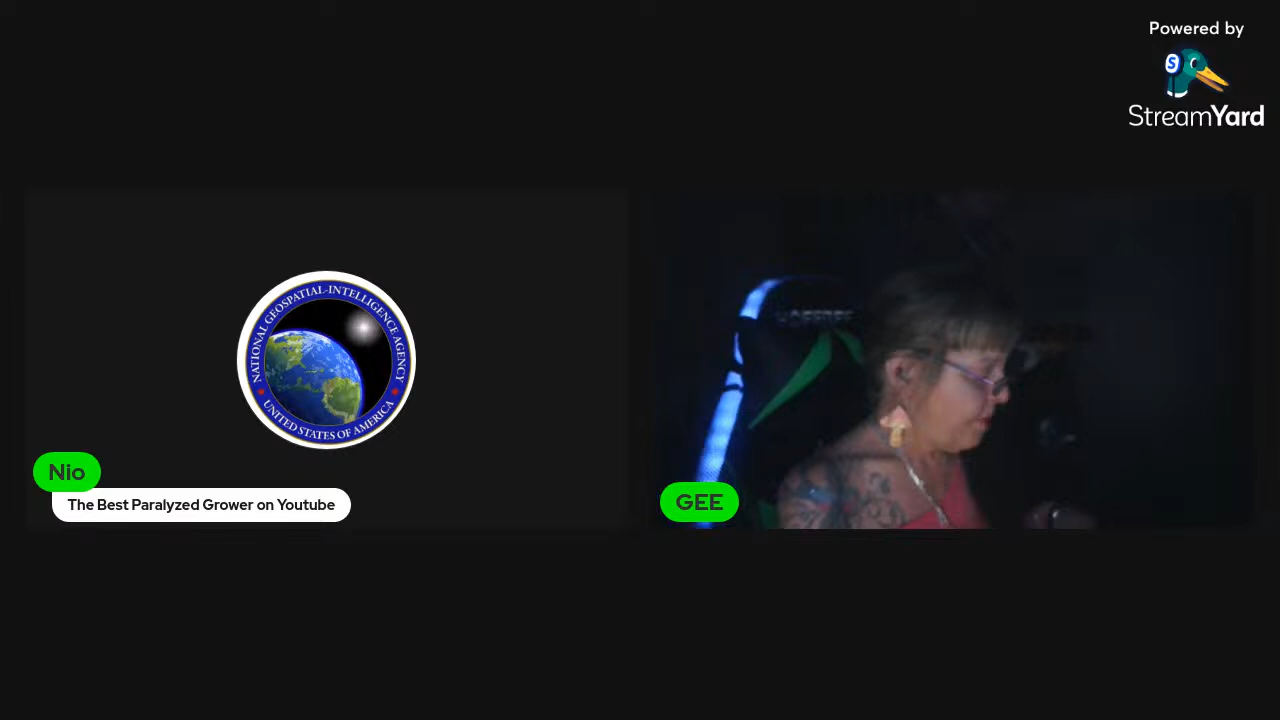 Powered by
S
StreamYard
NATIONAL GEOSPATIAL-INTELLIGENCE AGENCY
UNITED STATES OF AMERICA
Nio
The Best Paralyzed Grower on Youtube
GEE